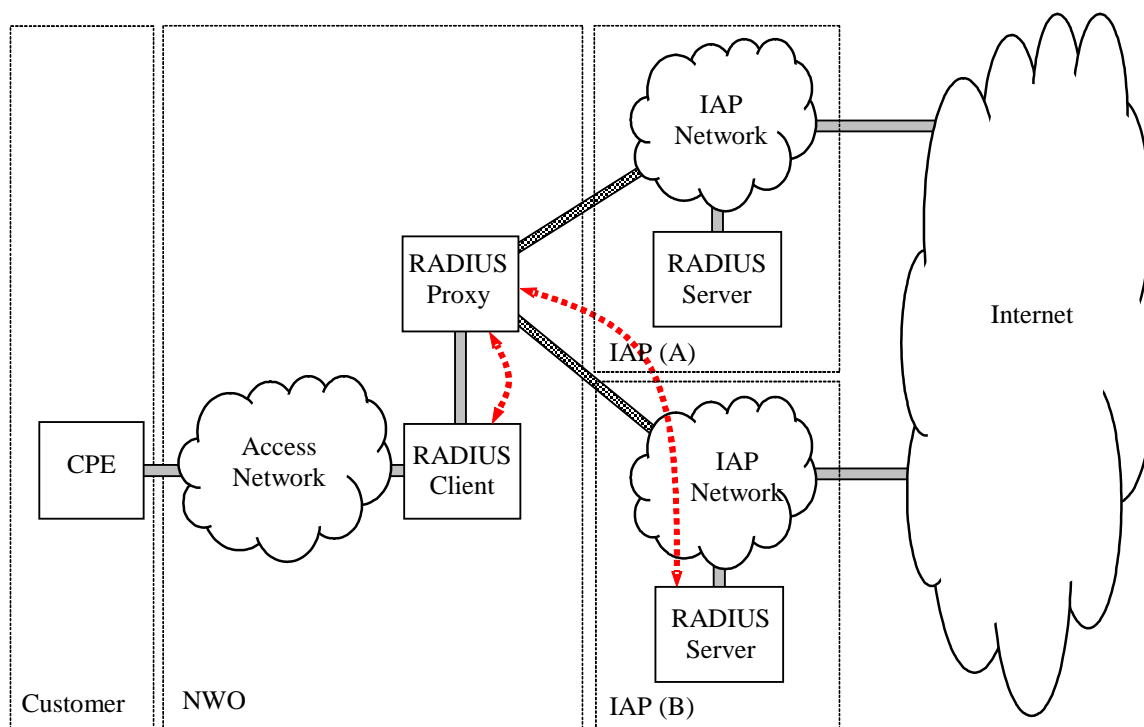 IAP
Network
RADIUS
Proxy
RADIUS
Server
Internet
IAP (A)
CPE
Access
Network
RADIUS
Client
IAP
Network
RADIUS
Server
Customer
NWO
IAP (B)